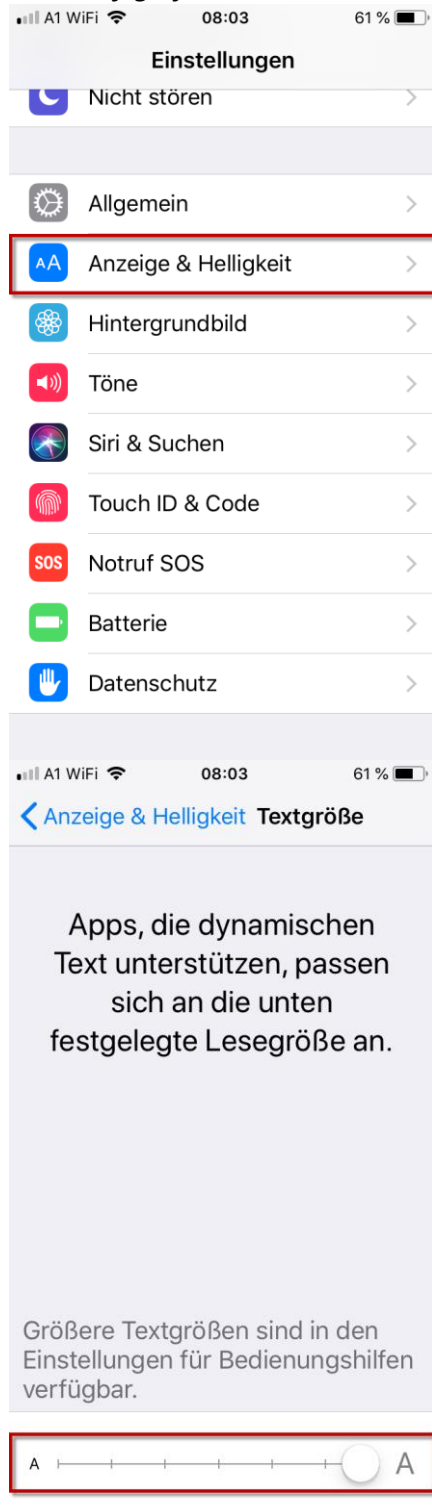 A1 WiFi 08:03 61 %
Einstellungen
Nicht stören
Allgemein
AA Anzeige & Helligkeit
Hintergrundbild
Töne
Siri & Suchen
Touch ID & Code
SOS Notruf SOS
Batterie
Datenschutz
A1 WiFi 08:03 61 %
Anzeige & Helligkeit Textgröße
Apps, die dynamischen
Text unterstützen, passen
sich an die unten
festgelegte Lesegröße an.
Größere Textgrößen sind in den
Einstellungen für Bedienungshilfen
verfügbar.
A A